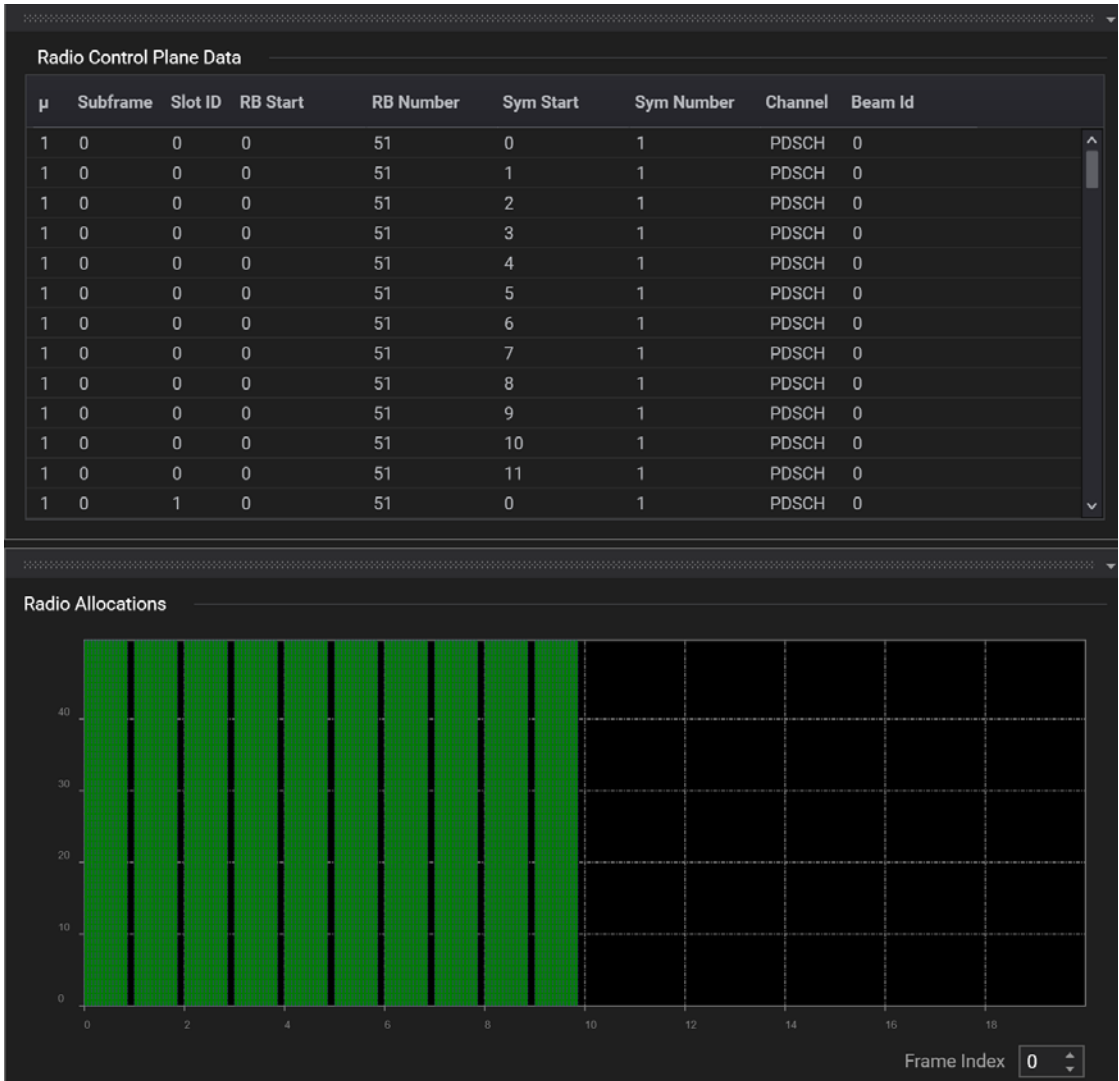 Radio Control Plane Data
μ Subframe Slot ID RB Start RB Number Sym Start Sym Number Channel Beam Id
1 0 0 0 51 0 1 PDSCH 0
1 0 0 0 51 1 1 PDSCH 0
1 0 0 0 51 2 1 PDSCH 0
1 0 0 0 51 3 1 PDSCH 0
1 0 0 0 51 4 1 PDSCH 0
1 0 0 0 51 5 1 PDSCH 0
1 0 0 0 51 6 1 PDSCH 0
1 0 0 0 51 7 1 PDSCH 0
1 0 0 0 51 8 1 PDSCH 0
1 0 0 0 51 9 1 PDSCH 0
1 0 0 0 51 10 1 PDSCH 0
1 0 0 0 51 11 1 PDSCH 0
1 0 1 0 51 0 1 PDSCH 0
Radio Allocations
40
30
20
10
0
0 2 4 6 8 10 12 14 16 18
Frame Index 0